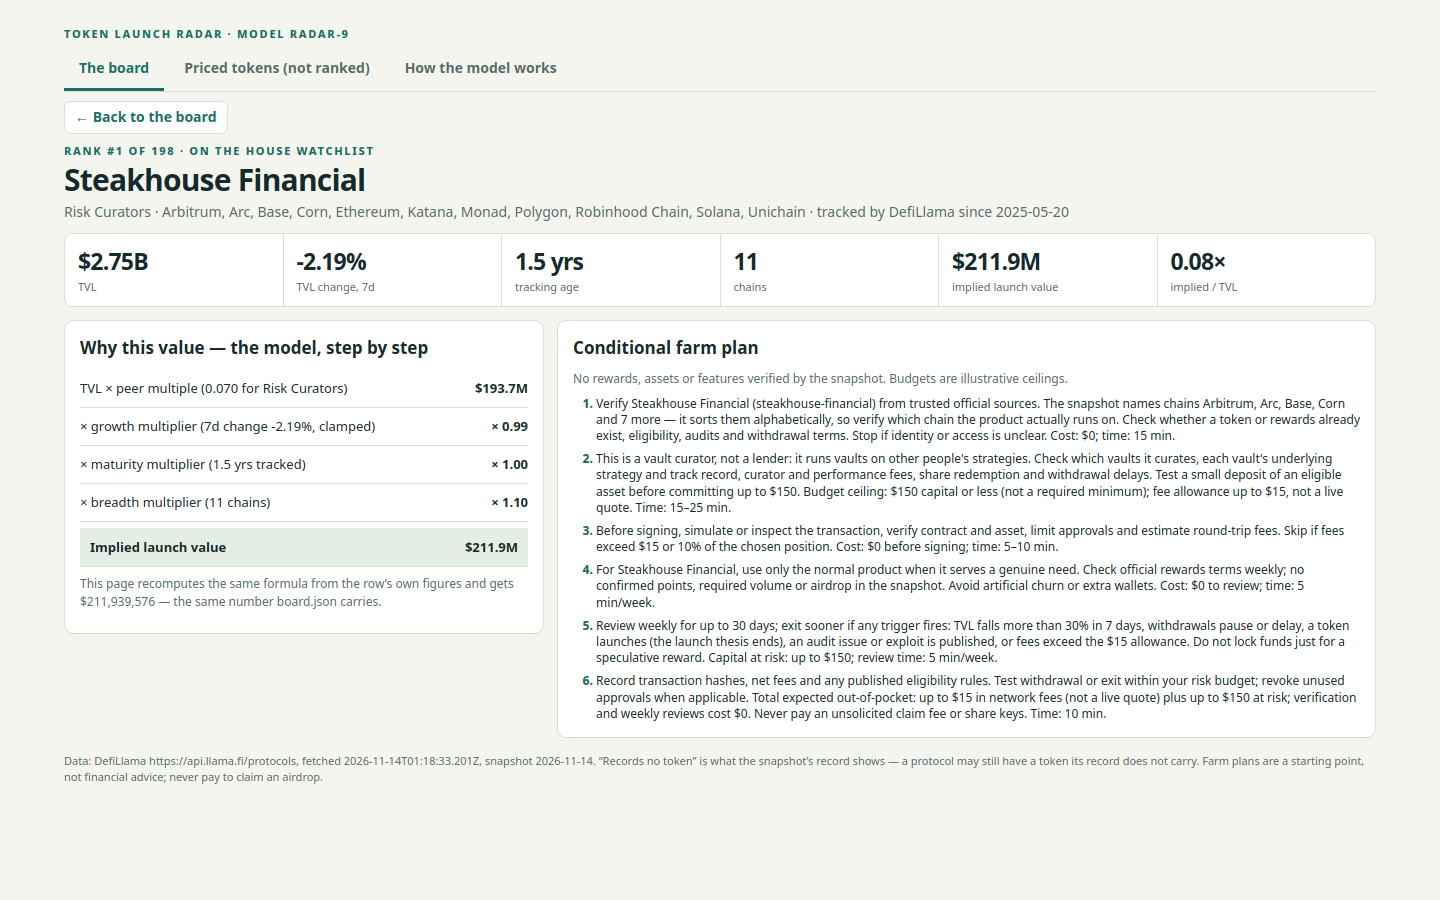 TOKEN LAUNCH RADAR · MODEL RADAR-9
The board
Priced tokens (not ranked)
How the model works
← Back to the board
RANK #1 OF 198 · ON THE HOUSE WATCHLIST
Steakhouse Financial
Risk Curators · Arbitrum, Arc, Base, Corn, Ethereum, Katana, Monad, Polygon, Robinhood Chain, Solana, Unichain · tracked by DefiLlama since 2025-05-20
$2.75B
TVL
-2.19%
TVL change, 7d
1.5 yrs
tracking age
11
chains
$211.9M
implied launch value
0.08×
implied / TVL
Why this value — the model, step by step
TVL × peer multiple (0.070 for Risk Curators) $193.7M
× growth multiplier (7d change -2.19%, clamped) × 0.99
× maturity multiplier (1.5 yrs tracked) × 1.00
× breadth multiplier (11 chains) × 1.10
Implied launch value $211.9M
This page recomputes the same formula from the row's own figures and gets
$211,939,576 — the same number board.json carries.
Conditional farm plan
No rewards, assets or features verified by the snapshot. Budgets are illustrative ceilings.
1. Verify Steakhouse Financial (steakhouse-financial) from trusted official sources. The snapshot names chains Arbitrum, Arc, Base, Corn
and 7 more — it sorts them alphabetically, so verify which chain the product actually runs on. Check whether a token or rewards already
exist, eligibility, audits and withdrawal terms. Stop if identity or access is unclear. Cost: $0; time: 15 min.
2. This is a vault curator, not a lender: it runs vaults on other people's strategies. Check which vaults it curates, each vault's underlying
strategy and track record, curator and performance fees, share redemption and withdrawal delays. Test a small deposit of an eligible
asset before committing up to $150. Budget ceiling: $150 capital or less (not a required minimum); fee allowance up to $15, not a live
quote. Time: 15–25 min.
3. Before signing, simulate or inspect the transaction, verify contract and asset, limit approvals and estimate round-trip fees. Skip if fees
exceed $15 or 10% of the chosen position. Cost: $0 before signing; time: 5–10 min.
4. For Steakhouse Financial, use only the normal product when it serves a genuine need. Check official rewards terms weekly; no
confirmed points, required volume or airdrop in the snapshot. Avoid artificial churn or extra wallets. Cost: $0 to review; time: 5
min/week.
5. Review weekly for up to 30 days; exit sooner if any trigger fires: TVL falls more than 30% in 7 days, withdrawals pause or delay, a token
launches (the launch thesis ends), an audit issue or exploit is published, or fees exceed the $15 allowance. Do not lock funds just for a
speculative reward. Capital at risk: up to $150; review time: 5 min/week.
6. Record transaction hashes, net fees and any published eligibility rules. Test withdrawal or exit within your risk budget; revoke unused
approvals when applicable. Total expected out-of-pocket: up to $15 in network fees (not a live quote) plus up to $150 at risk; verification
and weekly reviews cost $0. Never pay an unsolicited claim fee or share keys. Time: 10 min.
Data: DefiLlama https://api.llama.fi/protocols, fetched 2026-11-14T01:18:33.201Z, snapshot 2026-11-14. “Records no token” is what the snapshot's record shows — a protocol may still have a token its record does not carry. Farm plans are a starting point,
not financial advice; never pay to claim an airdrop.